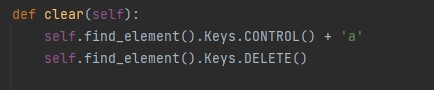 def clear(self):
    self.find_element().Keys.CONTROL() + 'a'
    self.find_element().Keys.DELETE()